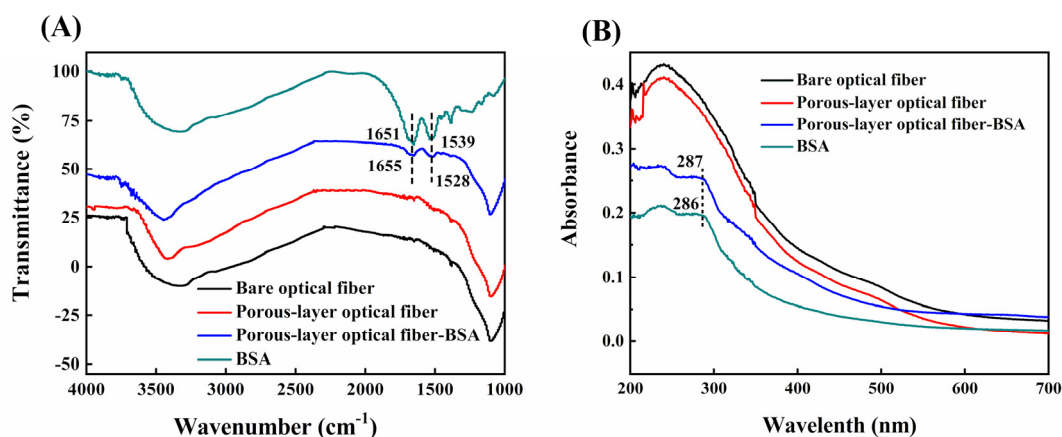 (A)
Transmittance (%)
100
75
50
25
0
-25
-50
1651
1655
1539
1528
Bare optical fiber
Porous-layer optical fiber
Porous-layer optical fiber-BSA
BSA
4000 3500 3000 2500 2000 1500 1000
Wavenumber (cm-1)
(B)
Absorbance
0.4
0.3
0.2
0.1
0.0
Bare optical fiber
Porous-layer optical fiber
Porous-layer optical fiber-BSA
BSA
287
286
200 300 400 500 600 700
Wavelenth (nm)